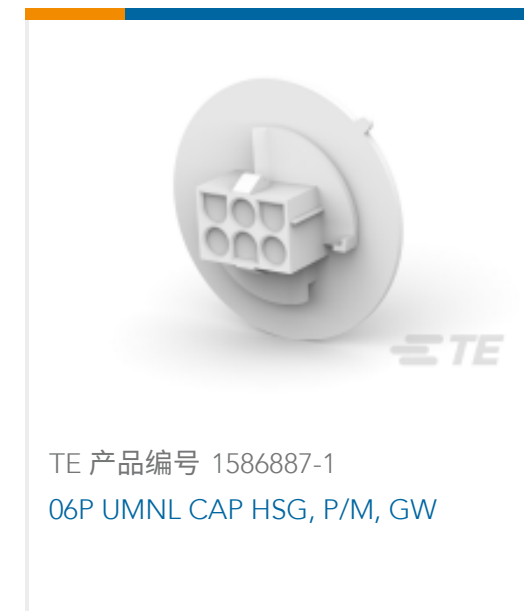 TE
TE 产品编号 1586887-1
06P UMNL CAP HSG, P/M, GW